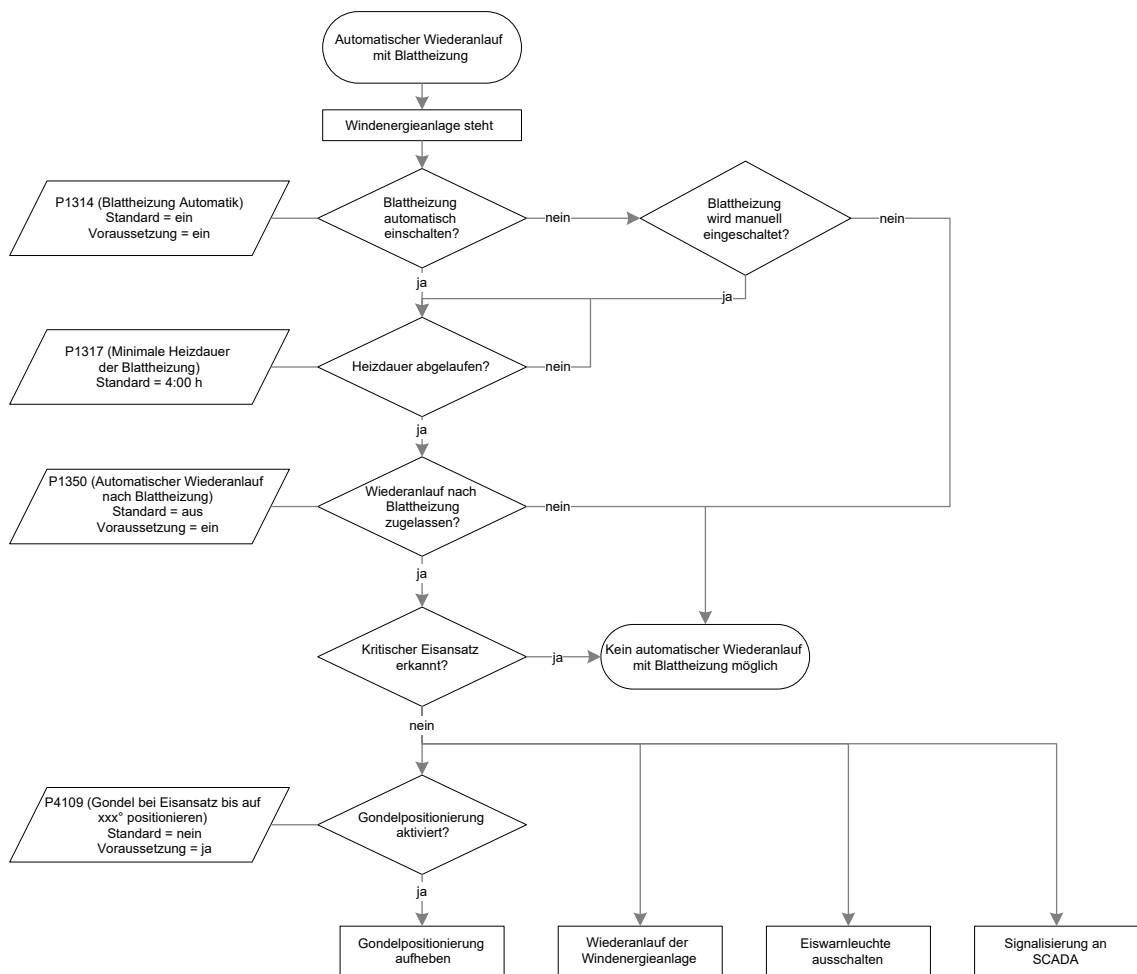 Automatischer Wiederanlauf
mit Blattheizung
Windenergieanlage steht
P1314 (Blattheizung Automatik)
Standard = ein
Voraussetzung = ein
Blattheizung
automatisch
einschalten?
nein
Blattheizung
wird manuell
eingeschaltet?
nein
ja
ja
P1317 (Minimale Heizdauer
der Blattheizung)
Standard = 4:00 h
Heizdauer abgelaufen?
nein
ja
P1350 (Automatischer Wiederanlauf
nach Blattheizung)
Standard = aus
Voraussetzung = ein
Wiederanlauf nach
Blattheizung
zugelassen?
nein
ja
Kritischer Eisansatz
erkannt?
ja
Kein automatischer Wiederanlauf
mit Blattheizung möglich
nein
P4109 (Gondel bei Eisansatz bis auf
xxx° positionieren)
Standard = nein
Voraussetzung = ja
Gondelpositionierung
aktiviert?
ja
Gondelpositionierung
aufheben
Wiederanlauf der
Windenergieanlage
Eiswarnleuchte
ausschalten
Signalisierung an
SCADA